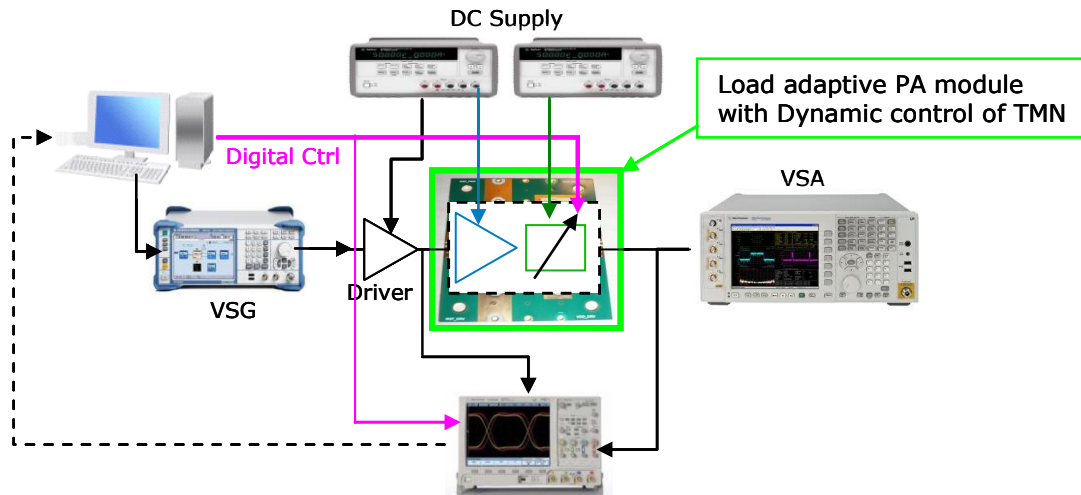 DC Supply
Load adaptive PA module
with Dynamic control of TMN
Digital Ctrl
VSA
Driver
VSG